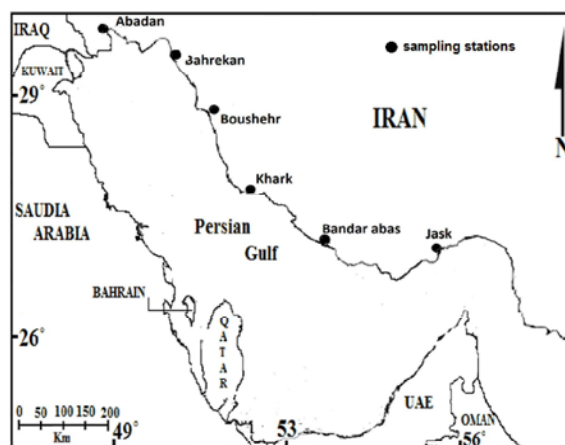 IRAQ
Abadan
sampling stations
Bahrekan
KUWAIT
29°
Boushehr
IRAN
N
Khark
SAUDIA
ARABIA
Persian
Gulf
Bandar abas
Jask
BAHRAIN
QATAR
26°
UAE
OMAN
0 50 100 150 200
Km
49°
53
56°